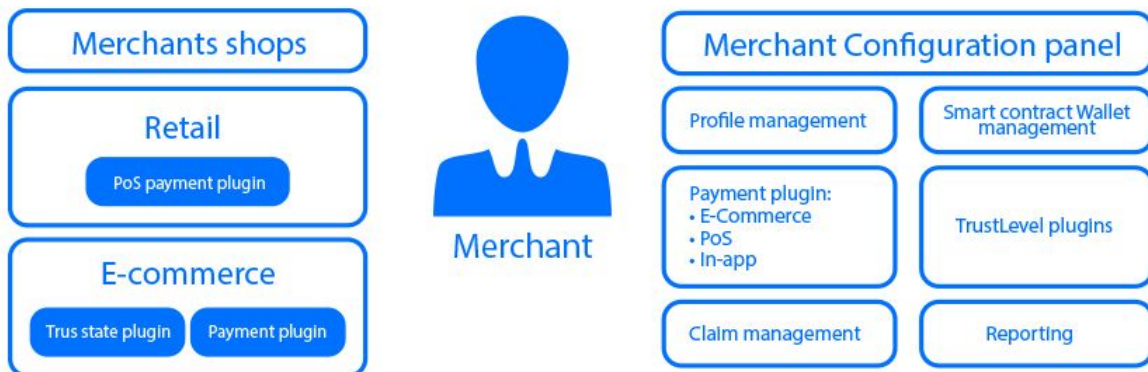 Merchants shops
Retail
PoS payment plugin
E-commerce
Trus state plugin
Payment plugin
Merchant
Merchant Configuration panel
Profile management
Smart contract Wallet
management
Payment plugin:
• E-Commerce
• PoS
• In-app
TrustLevel plugins
Claim management
Reporting